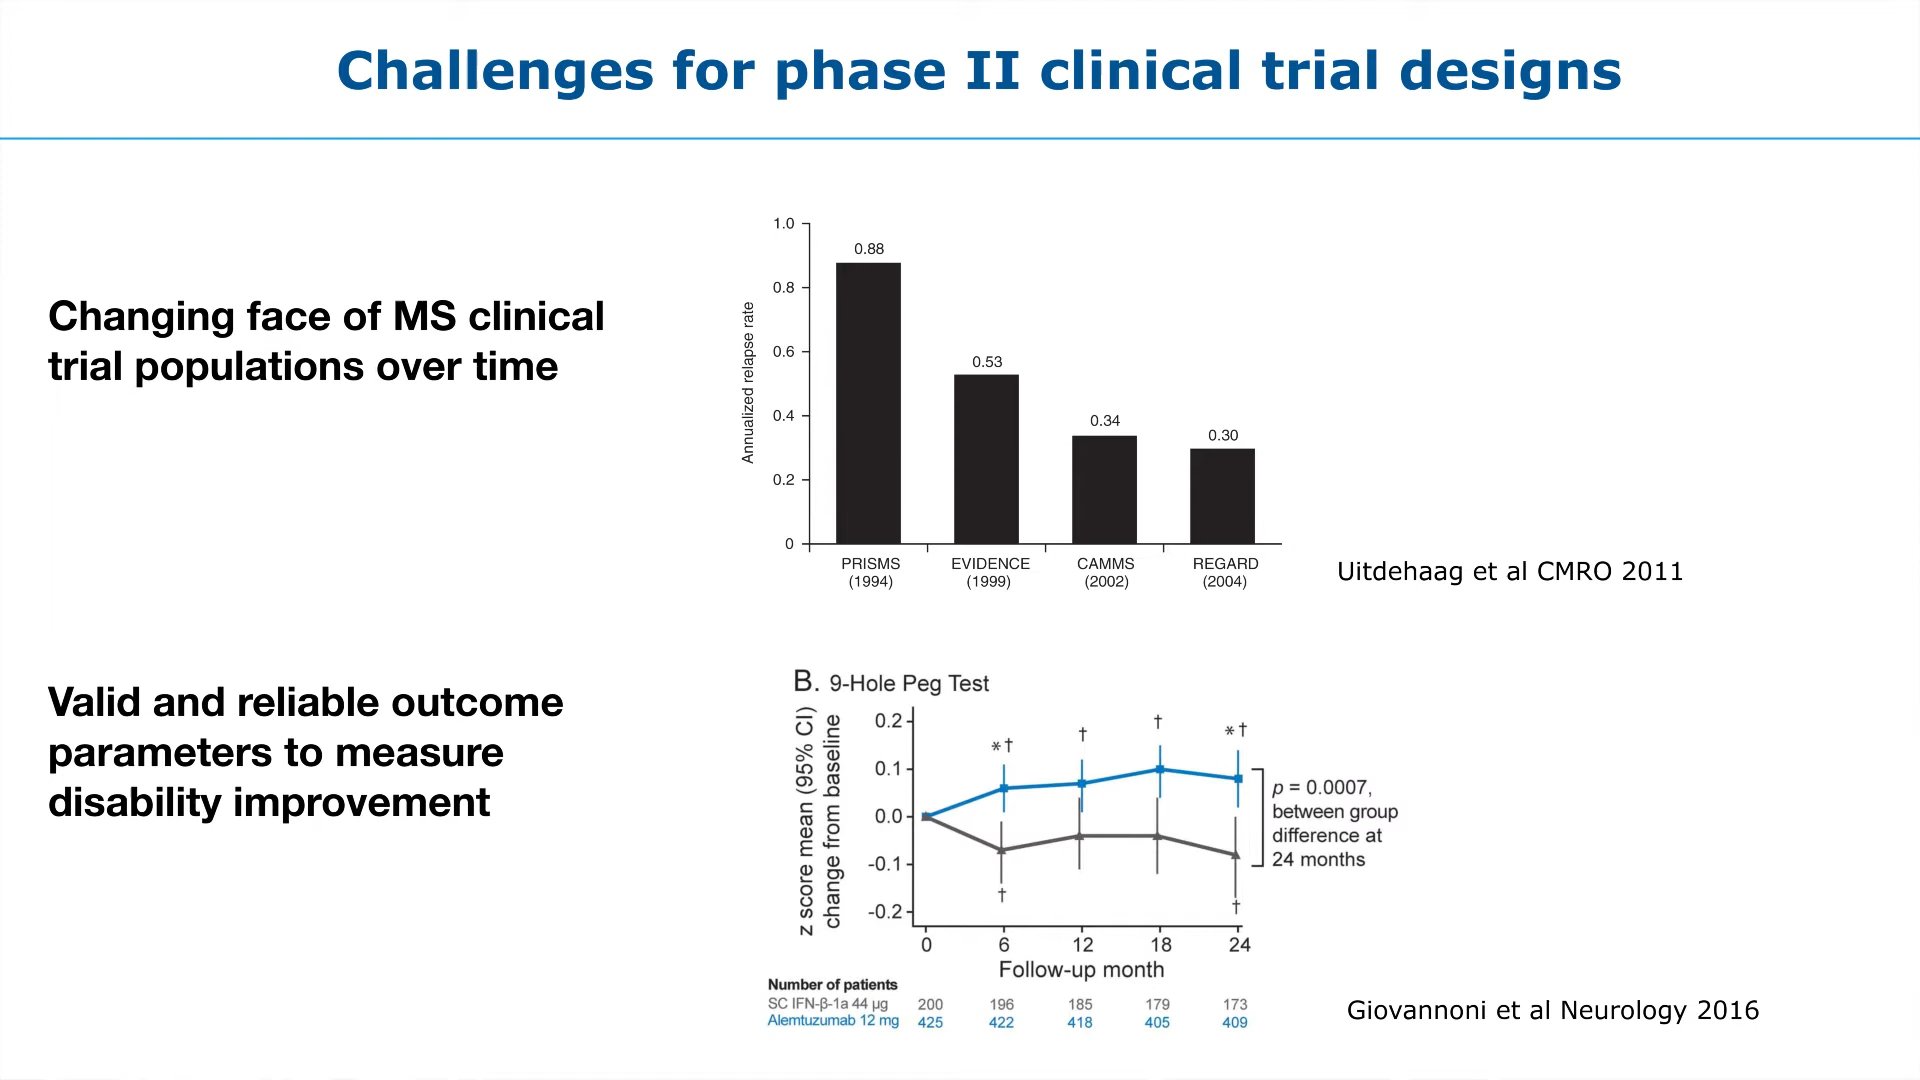 Challenges for phase II clinical trial designs
Changing face of MS clinical
trial populations over time
Annualized relapse rate
1.0
0.8
0.6
0.4
0.2
0
0.88
0.53
0.34
0.30
PRISMS EVIDENCE CAMMS REGARD
(1994) (1999) (2002) (2004)
Uitdehaag et al CMRO 2011
Valid and reliable outcome
parameters to measure
disability improvement
B. 9-Hole Peg Test
z score mean (95% CI)
change from baseline
0.2
0.1
0.0
-0.1
-0.2
*† † † *†
† †
p = 0.0007,
between group
difference at
24 months
0 6 12 18 24
Follow-up month
Number of patients
SC IFN-β-1a 44 µg 200 196 185 179 173
Alemtuzumab 12 mg 425 422 418 405 409
Giovannoni et al Neurology 2016